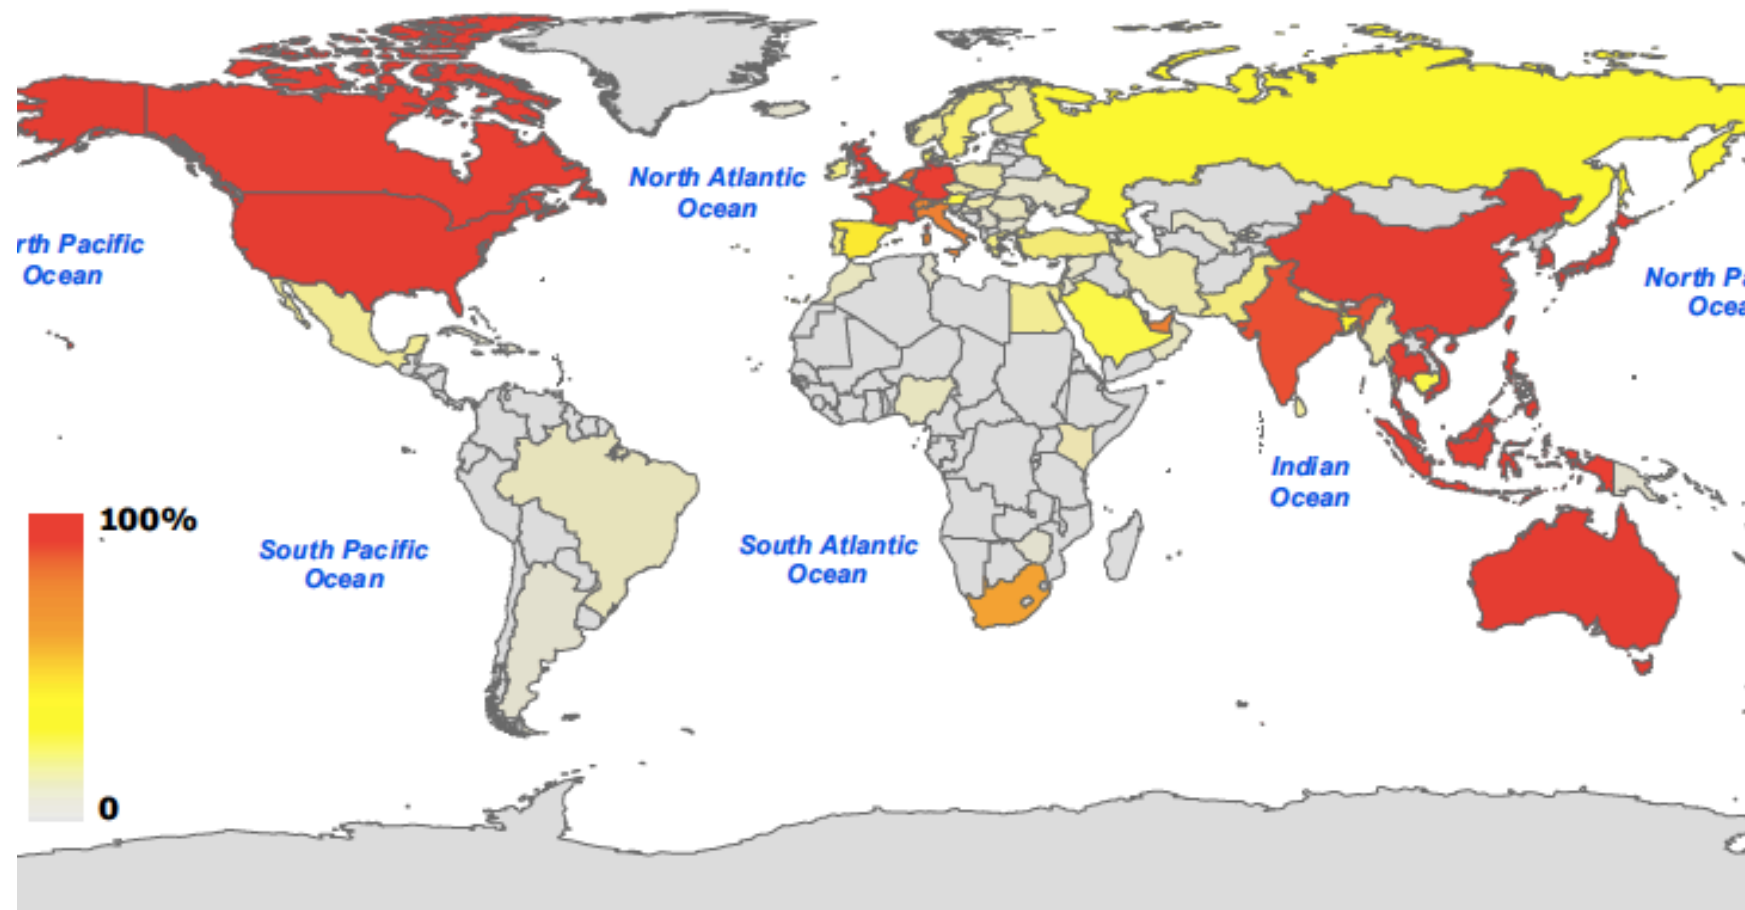 North Atlantic
Ocean
rth Pacific
Ocean
North Pa
Ocea
Indian
Ocean
100%
South Pacific
Ocean
South Atlantic
Ocean
0